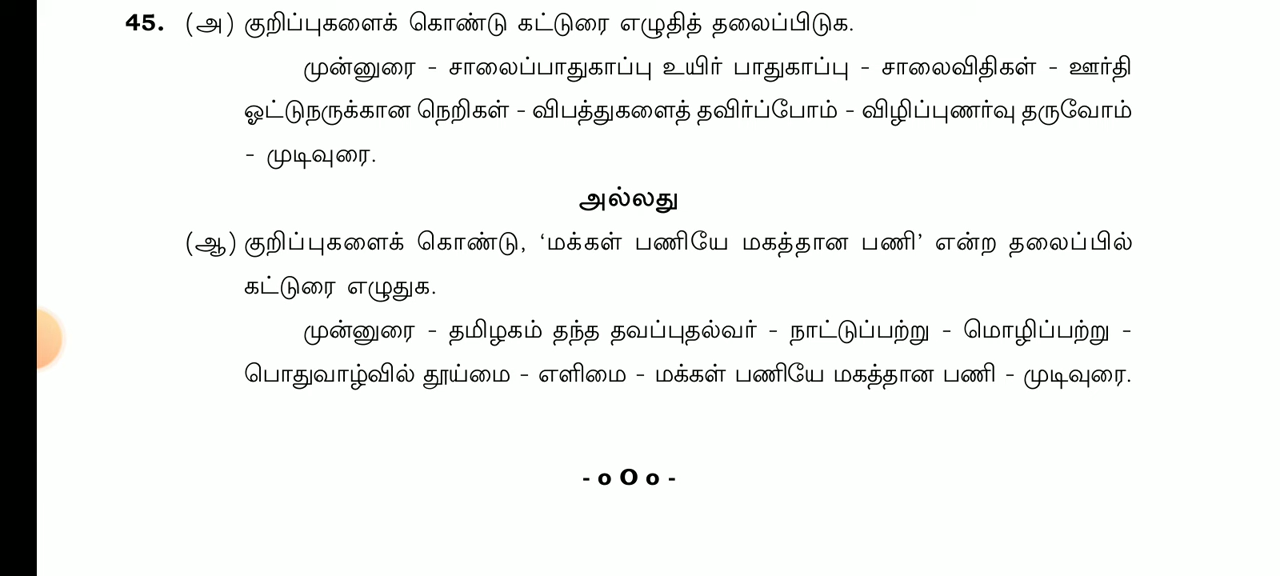 45. (அ) குறிப்புகளைக் கொண்டு கட்டுரை எழுதித் தலைப்பிடுக.
முன்னுரை - சாலைப்பாதுகாப்பு உயிர் பாதுகாப்பு - சாலைவிதிகள் - ஊர்தி
ஓட்டுநருக்கான நெறிகள் - விபத்துகளைத் தவிர்ப்போம் - விழிப்புணர்வு தருவோம்
- முடிவுரை.
அல்லது
(ஆ) குறிப்புகளைக் கொண்டு, ‘மக்கள் பணியே மகத்தான பணி’ என்ற தலைப்பில்
கட்டுரை எழுதுக.
முன்னுரை - தமிழகம் தந்த தவப்புதல்வர் - நாட்டுப்பற்று - மொழிப்பற்று -
பொதுவாழ்வில் தூய்மை - எளிமை - மக்கள் பணியே மகத்தான பணி - முடிவுரை.
- o O o -